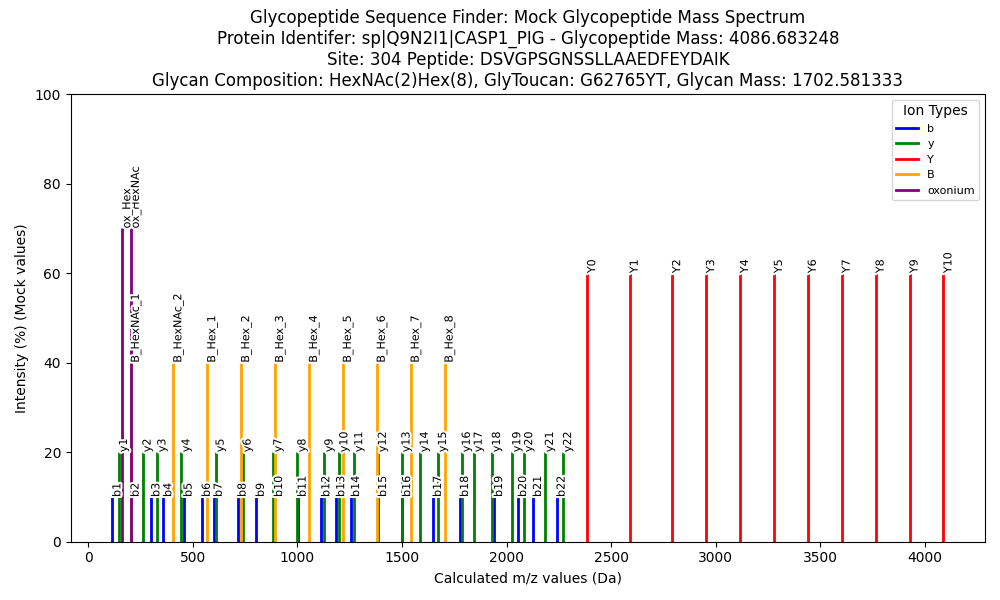 Glycopeptide Sequence Finder: Mock Glycopeptide Mass Spectrum
Protein Identifer: sp|Q9N2I1|CASP1_PIG - Glycopeptide Mass: 4086.683248
Site: 304 Peptide: DSVGPSGNSSLLAAEDFEYDAIK
Glycan Composition: HexNAc(2)Hex(8), GlyToucan: G62765YT, Glycan Mass: 1702.581333
Intensity (%) (Mock values)
100
80
60
40
20
0
Ion Types
b
y
Y
B
oxonium
ox_Hex
ox_HexNAc
Y0
Y1
Y2
Y3
Y4
Y5
Y6
Y7
Y8
Y9
Y10
B_HexNAc_1
B_HexNAc_2
B_Hex_1
B_Hex_2
B_Hex_3
B_Hex_4
B_Hex_5
B_Hex_6
B_Hex_7
B_Hex_8
y1
y2
y3
y4
y5
y6
y7
y8
y9
y10
y11
y12
y13
y14
y15
y16
y17
y18
y19
y20
y21
y22
b1
b2
b3
b4
b5
b6
b7
b8
b9
b10
b11
b12
b13
b14
b15
b16
b17
b18
b19
b20
b21
b22
0
500
1000
1500
2000
2500
3000
3500
4000
Calculated m/z values (Da)